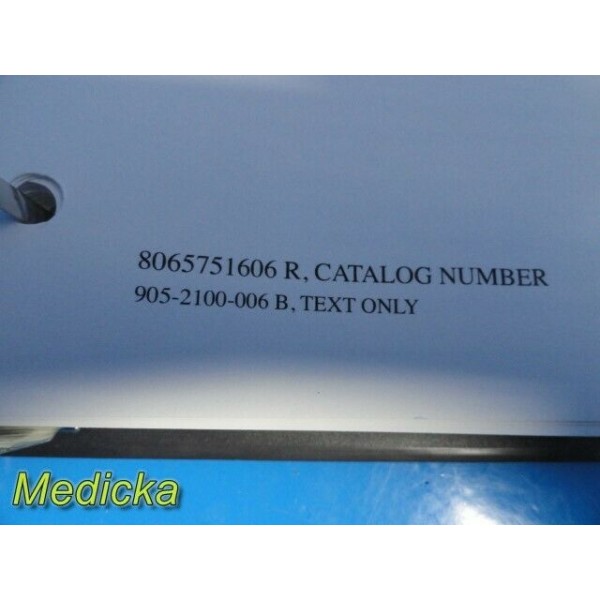 8065751606 R, CATALOG NUMBER
905-2100-006 B, TEXT ONLY
Medicka